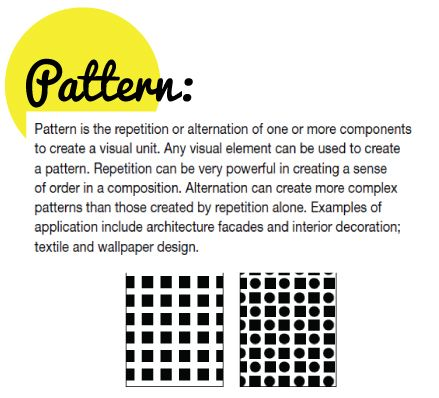 Pattern:
Pattern is the repetition or alternation of one or more components
to create a visual unit. Any visual element can be used to create
a pattern. Repetition can be very powerful in creating a sense
of order in a composition. Alternation can create more complex
patterns than those created by repetition alone. Examples of
application include architecture facades and interior decoration;
textile and wallpaper design.